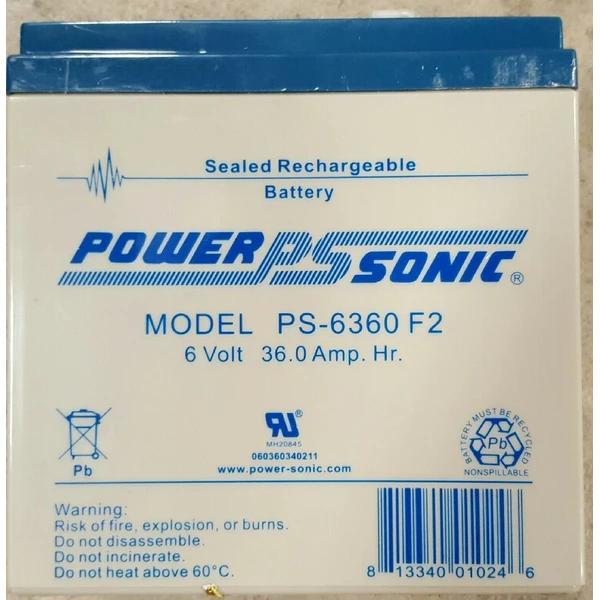 Sealed Rechargeable
Battery
POWER PS SONIC®
MODEL PS-6360 F2
6 Volt 36.0 Amp. Hr.
Pb
MH20845
060360340211
www.power-sonic.com
BATTERY MUST BE RECYCLED
Pb
NONSPILLABLE
Warning:
Risk of fire, explosion, or burns.
Do not disassemble.
Do not incinerate.
Do not heat above 60°C.
8 13340 01024 6